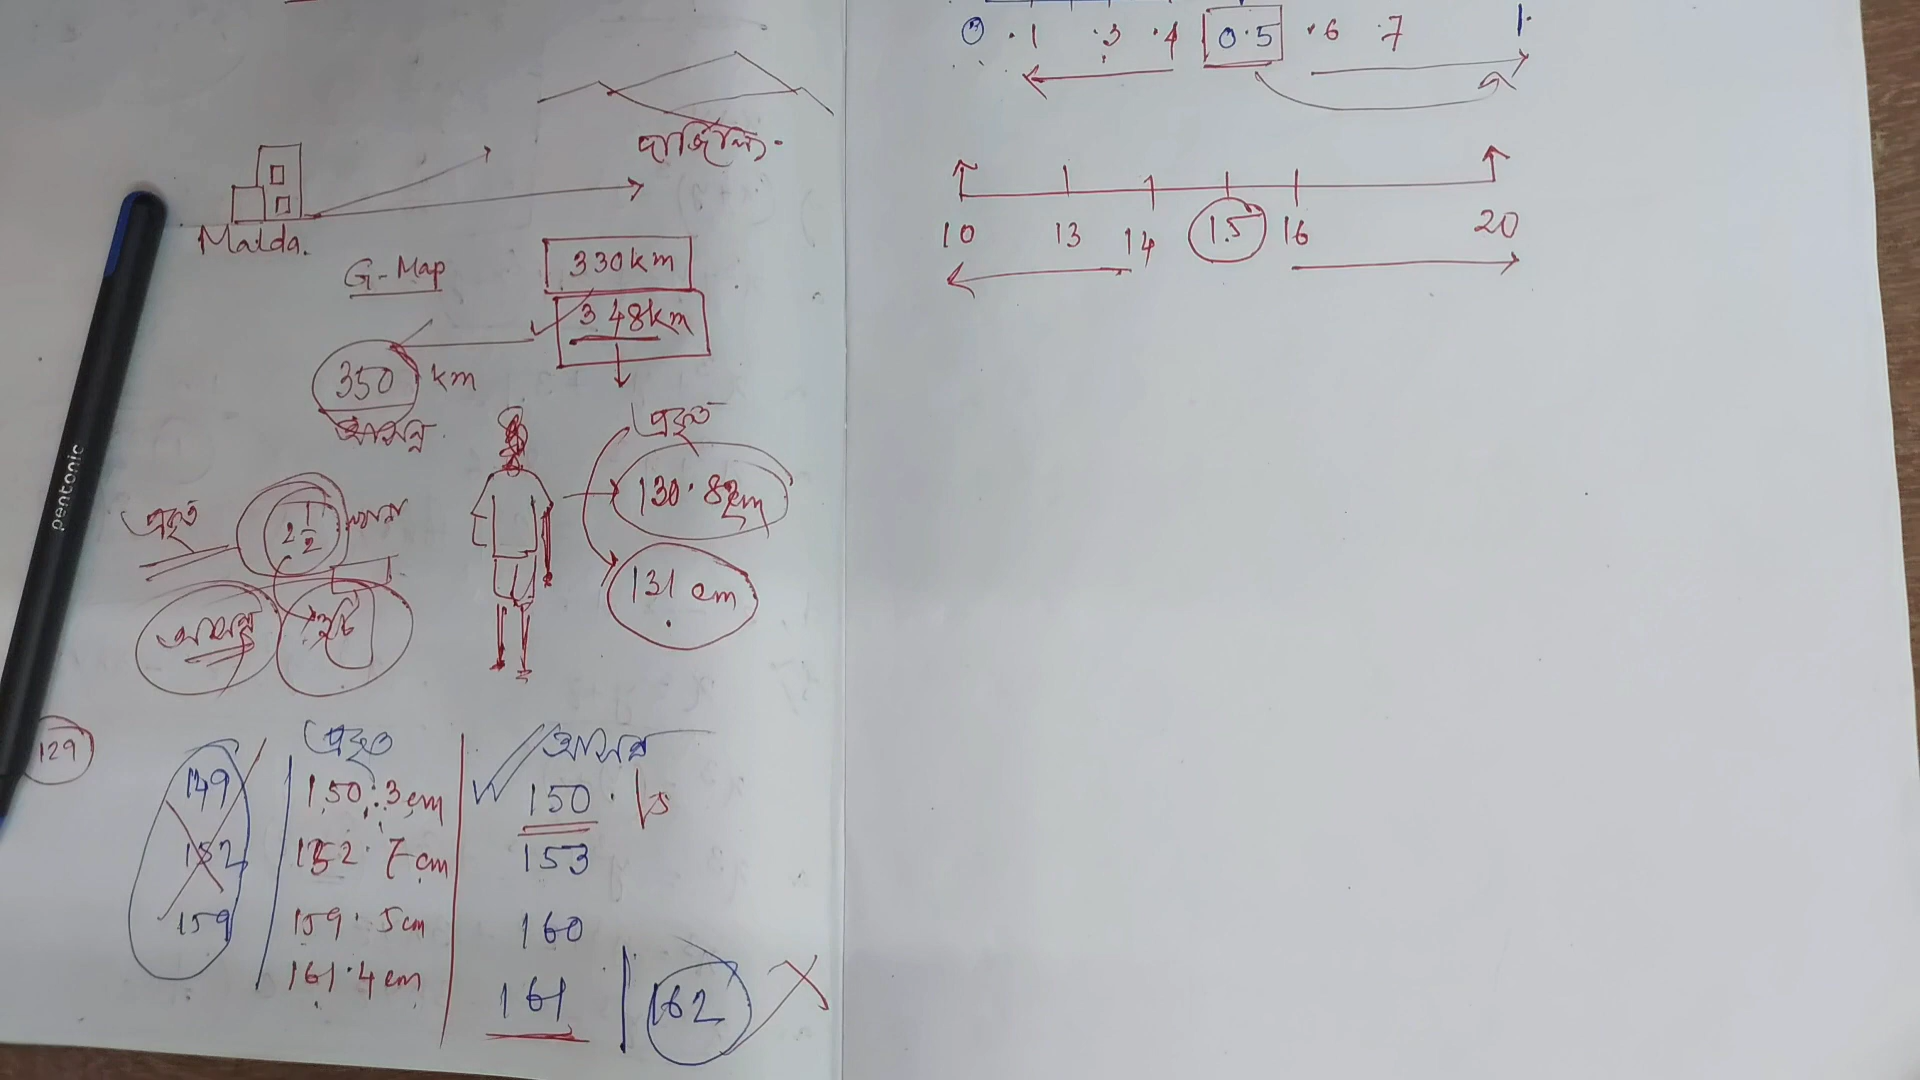 দার্জিলিং
Malda.
G-Map
330km
348km
350 km
আসন্ন
প্রকৃত
130.8cm
131 cm
প্রকৃত
2 1/2
আসন্ন
pentonic
129
প্রকৃত
আসন্ন
149
150.3cm
150
152
152.7cm
153
159
159.5cm
160
161.4cm
161
162
0 .1 .3 .4 0.5 .6 .7 1.
10 13 14 15 16 20